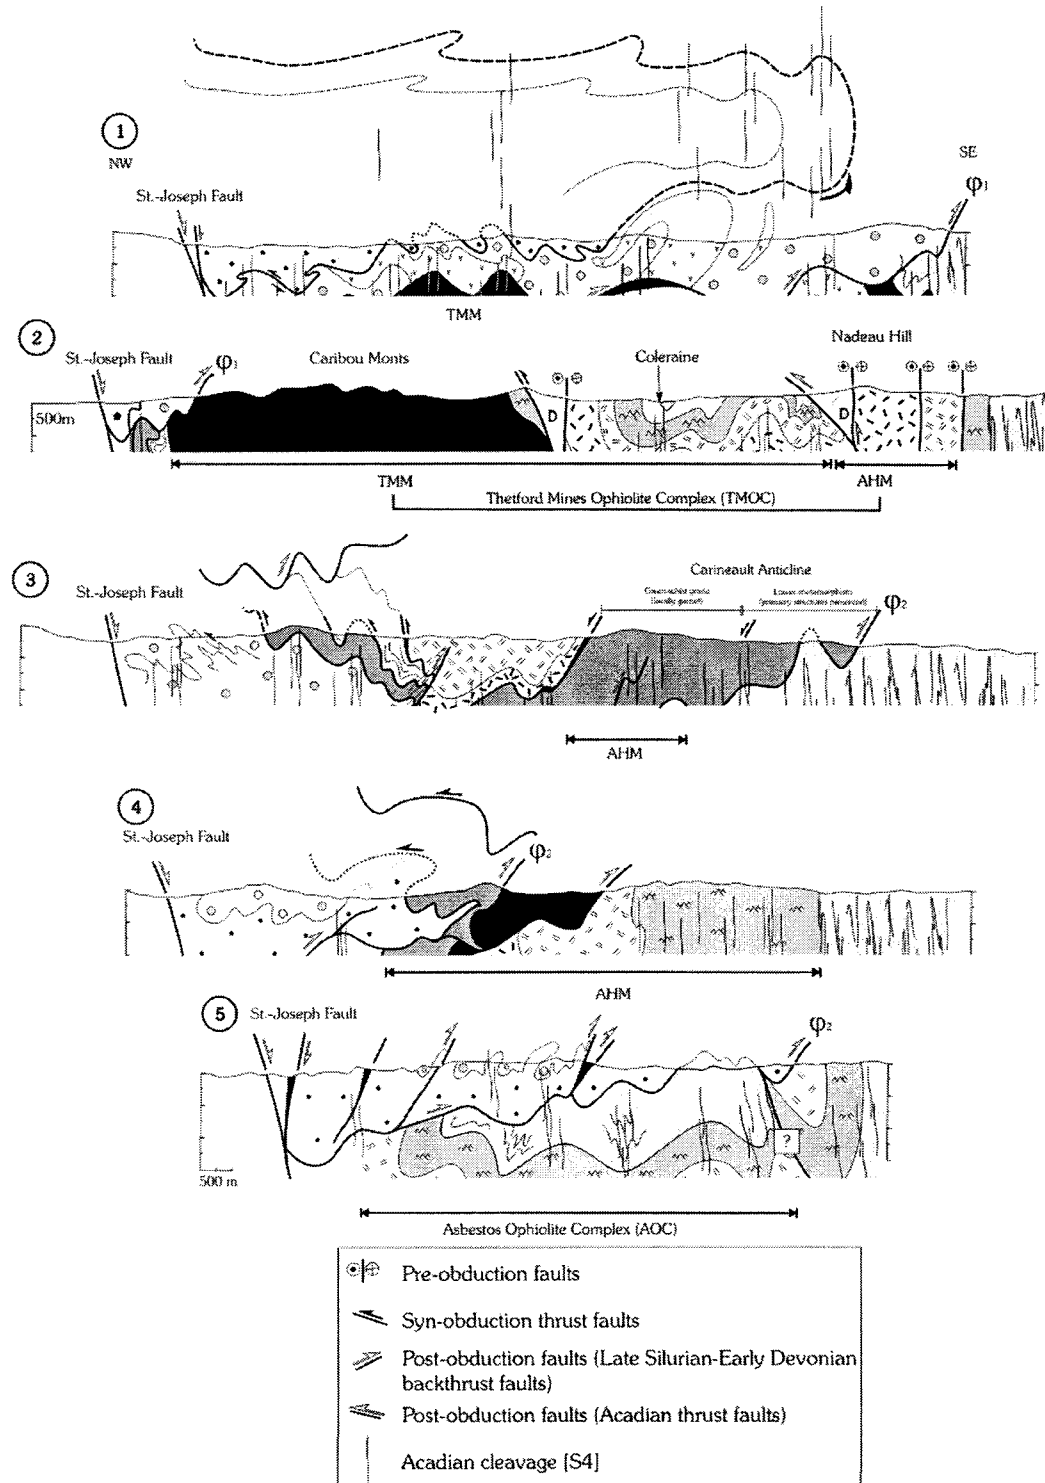 1
NW
SE
St.-Joseph Fault
φ1
TMM
2
Nadeau Hill
St.-Joseph Fault
φ1
Caribou Monts
Coleraine
500m
D
D
TMM
AHM
Thetford Mines Ophiolite Complex (TMOC)
3
Carineault Anticline
St.-Joseph Fault
φ2
AHM
4
St.-Joseph Fault
φ2
AHM
5
St.-Joseph Fault
φ2
?
500 m
Asbestos Ophiolite Complex (AOC)
Pre-obduction faults
Syn-obduction thrust faults
Post-obduction faults (Late Silurian-Early Devonian
backthrust faults)
Post-obduction faults (Acadian thrust faults)
Acadian cleavage [S4]